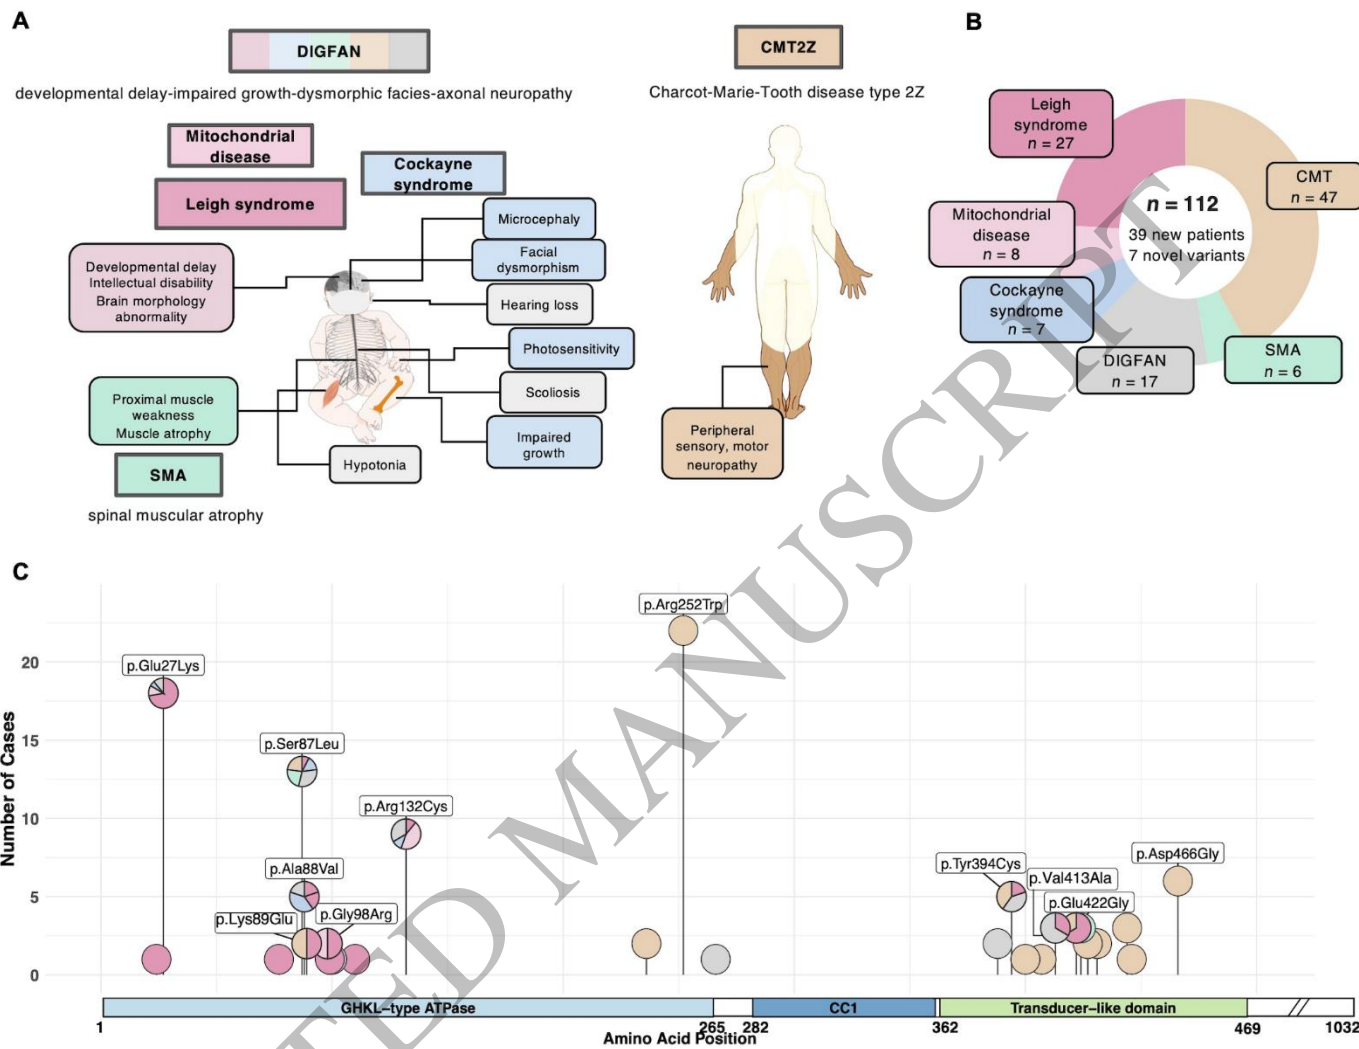 A
DIGFAN
developmental delay-impaired growth-dysmorphic facies-axonal neuropathy
Mitochondrial
disease
Leigh syndrome
Cockayne
syndrome
Microcephaly
Facial
dysmorphism
Hearing loss
Photosensitivity
Scoliosis
Impaired
growth
Developmental delay
Intellectual disability
Brain morphology
abnormality
Proximal muscle
weakness
Muscle atrophy
SMA
spinal muscular atrophy
Hypotonia
CMT2Z
Charcot-Marie-Tooth disease type 2Z
Peripheral
sensory, motor
neuropathy
B
Leigh
syndrome
n = 27
CMT
n = 47
Mitochondrial
disease
n = 8
n = 112
39 new patients
7 novel variants
Cockayne
syndrome
n = 7
DIGFAN
n = 17
SMA
n = 6
C
Number of Cases
20
15
10
5
0
p.Glu27Lys
p.Ser87Leu
p.Arg132Cys
p.Ala88Val
p.Lys89Glu
p.Gly98Arg
p.Arg252Trp
p.Tyr394Cys
p.Val413Ala
p.Glu422Gly
p.Asp466Gly
GHKL-type ATPase
CC1
Transducer-like domain
1
265
282
362
469
1032
Amino Acid Position
TED MANUSCRIPT